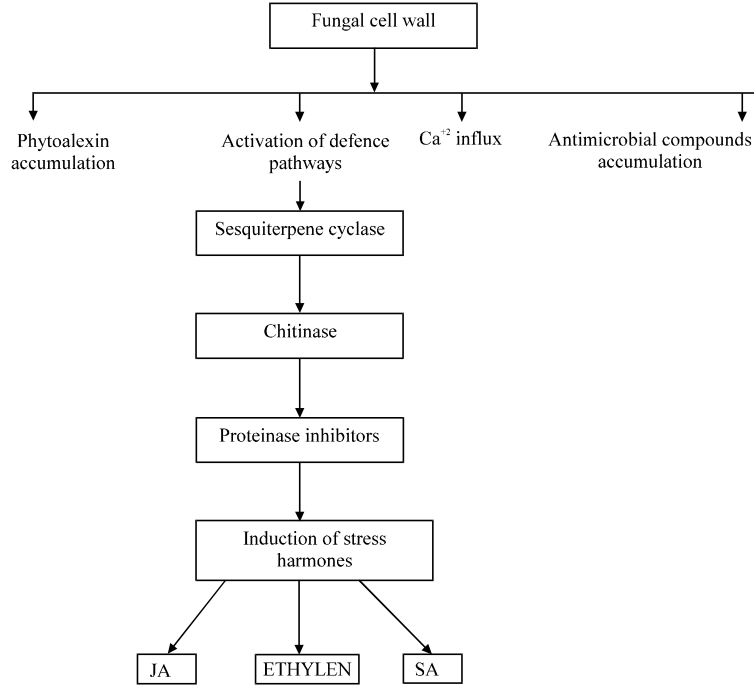 Fungal cell wall
Phytoalexin
accumulation
Activation of defence
pathways
Ca+2 influx
Antimicrobial compounds
accumulation
Sesquiterpene cyclase
Chitinase
Proteinase inhibitors
Induction of stress
harmones
JA
ETHYLEN
SA